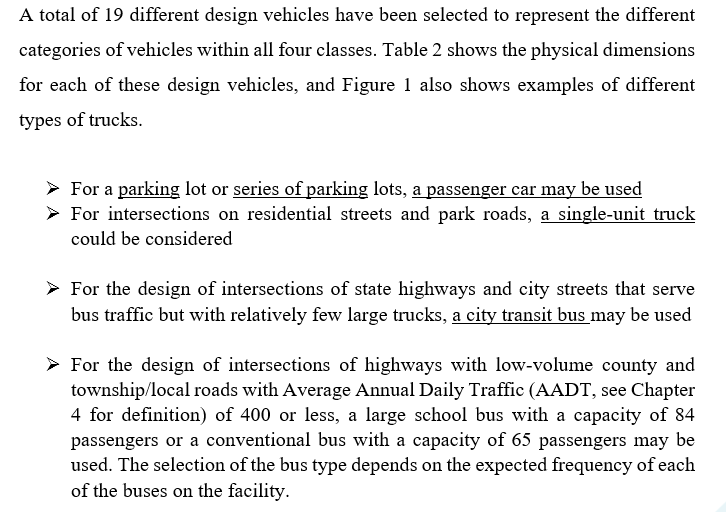 A total of 19 different design vehicles have been selected to represent the different
categories of vehicles within all four classes. Table 2 shows the physical dimensions
for each of these design vehicles, and Figure 1 also shows examples of different
types of trucks.
➢ For a parking lot or series of parking lots, a passenger car may be used
➢ For intersections on residential streets and park roads, a single-unit truck
could be considered
➢ For the design of intersections of state highways and city streets that serve
bus traffic but with relatively few large trucks, a city transit bus may be used
➢ For the design of intersections of highways with low-volume county and
township/local roads with Average Annual Daily Traffic (AADT, see Chapter
4 for definition) of 400 or less, a large school bus with a capacity of 84
passengers or a conventional bus with a capacity of 65 passengers may be
used. The selection of the bus type depends on the expected frequency of each
of the buses on the facility.